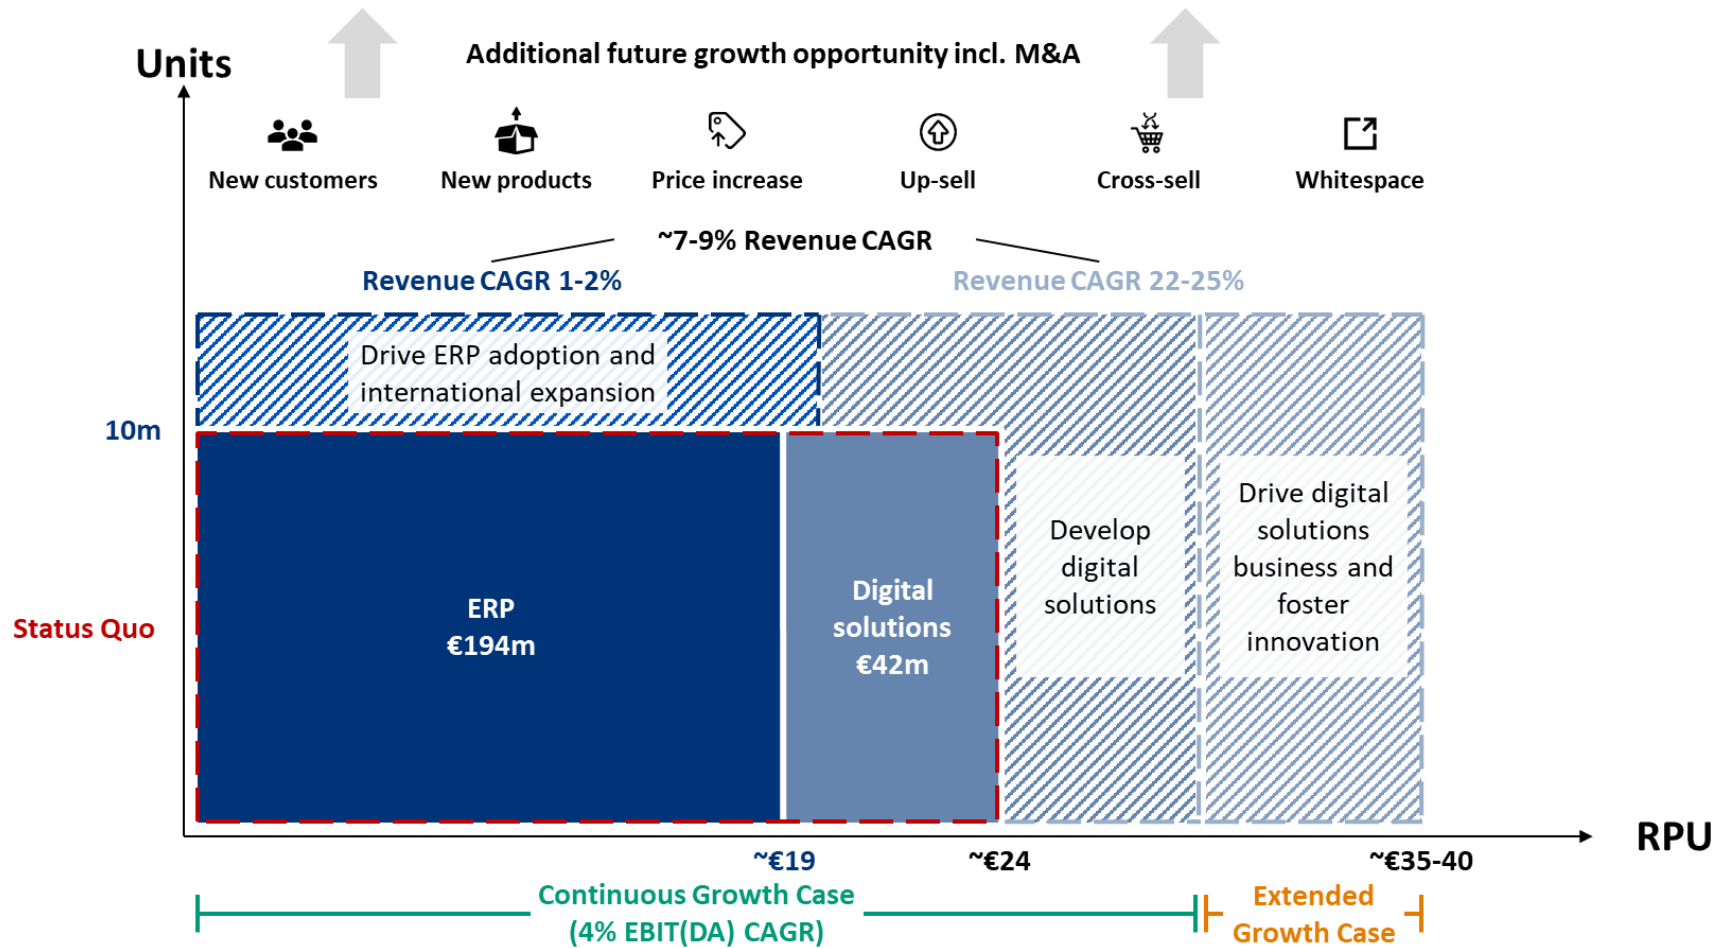 Additional future growth opportunity incl. M&A
Units
New customers
New products
Price increase
Up-sell
Cross-sell
Whitespace
~7-9% Revenue CAGR
Revenue CAGR 1-2%
Revenue CAGR 22-25%
Drive ERP adoption and
international expansion
10m
Status Quo
ERP
€194m
Digital
solutions
€42m
Develop
digital
solutions
Drive digital
solutions
business and
foster
innovation
RPU
~€19
~€24
~€35-40
Continuous Growth Case
(4% EBIT(DA) CAGR)
Extended
Growth Case